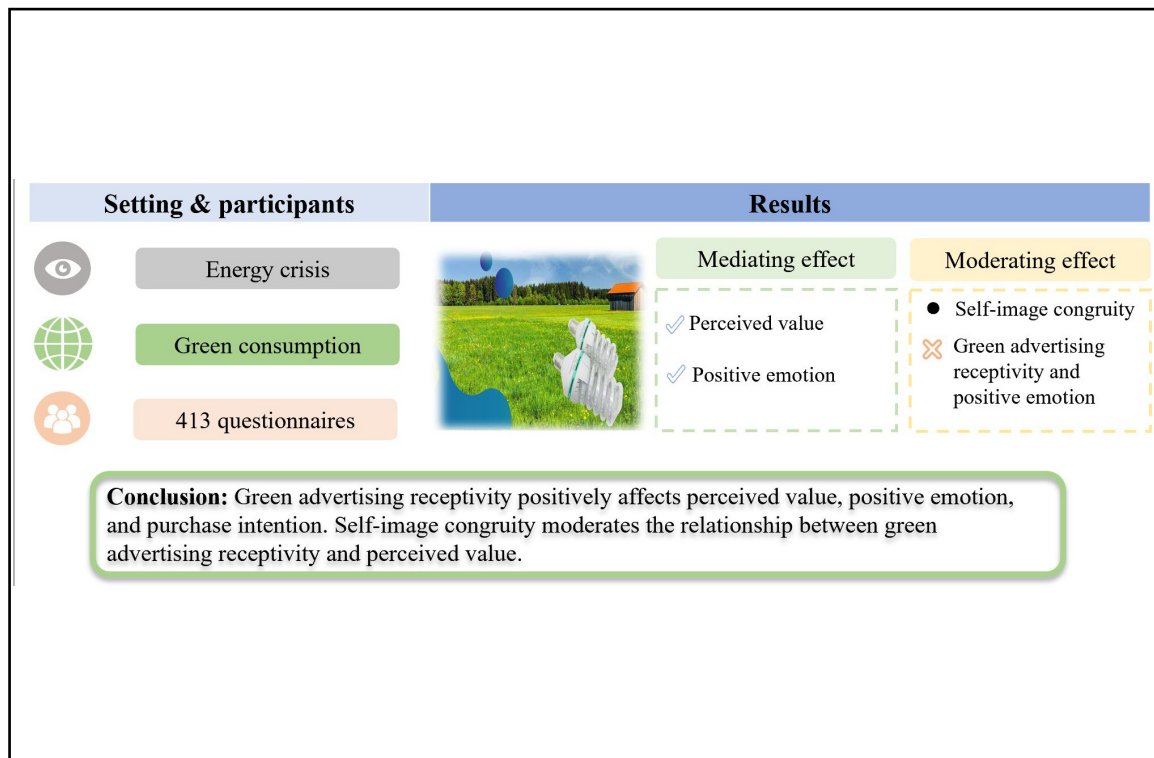 Setting & participants
Energy crisis
Green consumption
413 questionnaires
Results
Mediating effect
Perceived value
Positive emotion
Moderating effect
Self-image congruity
Green advertising
receptivity and
positive emotion
Conclusion: Green advertising receptivity positively affects perceived value, positive emotion,
and purchase intention. Self-image congruity moderates the relationship between green
advertising receptivity and perceived value.